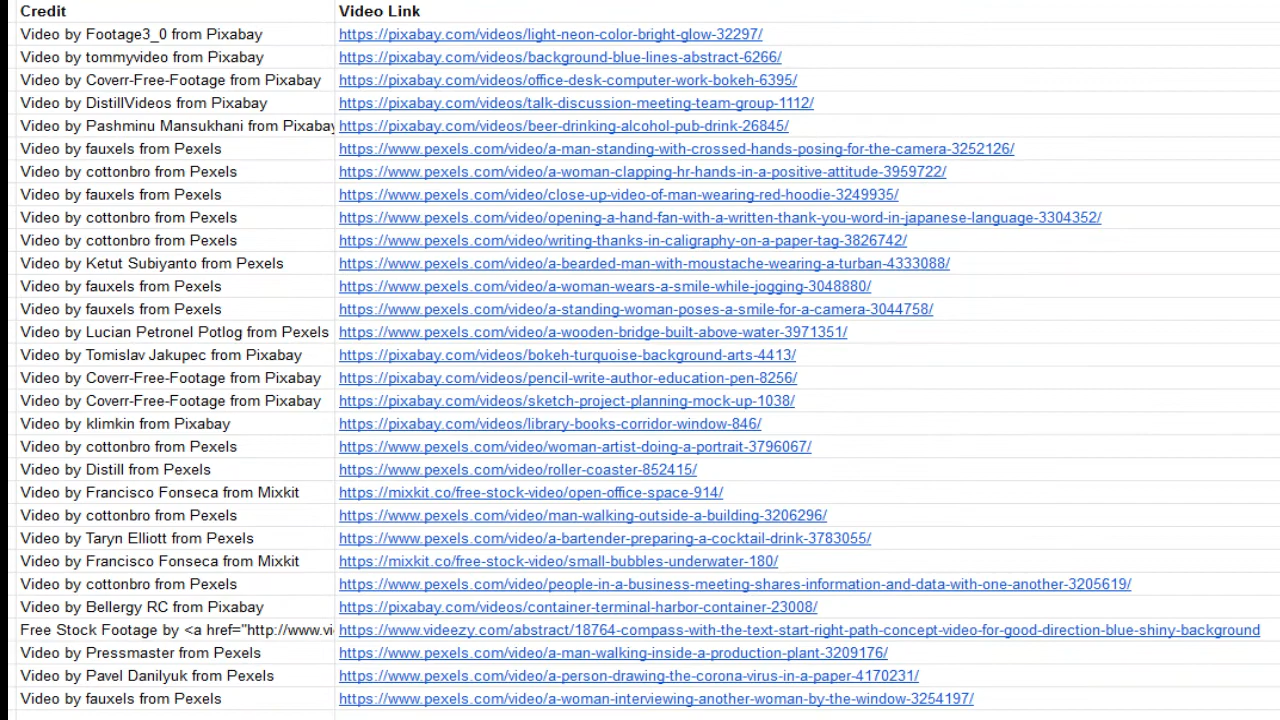 Credit Video Link
Video by Footage3_0 from Pixabay https://pixabay.com/videos/light-neon-color-bright-glow-32297/
Video by tommyvideo from Pixabay https://pixabay.com/videos/background-blue-lines-abstract-6266/
Video by Coverr-Free-Footage from Pixabay https://pixabay.com/videos/office-desk-computer-work-bokeh-6395/
Video by DistillVideos from Pixabay https://pixabay.com/videos/talk-discussion-meeting-team-group-1112/
Video by Pashminu Mansukhani from Pixabay https://pixabay.com/videos/beer-drinking-alcohol-pub-drink-26845/
Video by fauxels from Pexels https://www.pexels.com/video/a-man-standing-with-crossed-hands-posing-for-the-camera-3252126/
Video by cottonbro from Pexels https://www.pexels.com/video/a-woman-clapping-hr-hands-in-a-positive-attitude-3959722/
Video by fauxels from Pexels https://www.pexels.com/video/close-up-video-of-man-wearing-red-hoodie-3249935/
Video by cottonbro from Pexels https://www.pexels.com/video/opening-a-hand-fan-with-a-written-thank-you-word-in-japanese-language-3304352/
Video by cottonbro from Pexels https://www.pexels.com/video/writing-thanks-in-caligraphy-on-a-paper-tag-3826742/
Video by Ketut Subiyanto from Pexels https://www.pexels.com/video/a-bearded-man-with-moustache-wearing-a-turban-4333088/
Video by fauxels from Pexels https://www.pexels.com/video/a-woman-wears-a-smile-while-jogging-3048880/
Video by fauxels from Pexels https://www.pexels.com/video/a-standing-woman-poses-a-smile-for-a-camera-3044758/
Video by Lucian Petronel Potlog from Pexels https://www.pexels.com/video/a-wooden-bridge-built-above-water-3971351/
Video by Tomislav Jakupec from Pixabay https://pixabay.com/videos/bokeh-turquoise-background-arts-4413/
Video by Coverr-Free-Footage from Pixabay https://pixabay.com/videos/pencil-write-author-education-pen-8256/
Video by Coverr-Free-Footage from Pixabay https://pixabay.com/videos/sketch-project-planning-mock-up-1038/
Video by klimkin from Pixabay https://pixabay.com/videos/library-books-corridor-window-846/
Video by cottonbro from Pexels https://www.pexels.com/video/woman-artist-doing-a-portrait-3796067/
Video by Distill from Pexels https://www.pexels.com/video/roller-coaster-852415/
Video by Francisco Fonseca from Mixkit https://mixkit.co/free-stock-video/open-office-space-914/
Video by cottonbro from Pexels https://www.pexels.com/video/man-walking-outside-a-building-3206296/
Video by Taryn Elliott from Pexels https://www.pexels.com/video/a-bartender-preparing-a-cocktail-drink-3783055/
Video by Francisco Fonseca from Mixkit https://mixkit.co/free-stock-video/small-bubbles-underwater-180/
Video by cottonbro from Pexels https://www.pexels.com/video/people-in-a-business-meeting-shares-information-and-data-with-one-another-3205619/
Video by Bellergy RC from Pixabay https://pixabay.com/videos/container-terminal-harbor-container-23008/
Free Stock Footage by <a href="http://www.vi https://www.videezy.com/abstract/18764-compass-with-the-text-start-right-path-concept-video-for-good-direction-blue-shiny-background
Video by Pressmaster from Pexels https://www.pexels.com/video/a-man-walking-inside-a-production-plant-3209176/
Video by Pavel Danilyuk from Pexels https://www.pexels.com/video/a-person-drawing-the-corona-virus-in-a-paper-4170231/
Video by fauxels from Pexels https://www.pexels.com/video/a-woman-interviewing-another-woman-by-the-window-3254197/